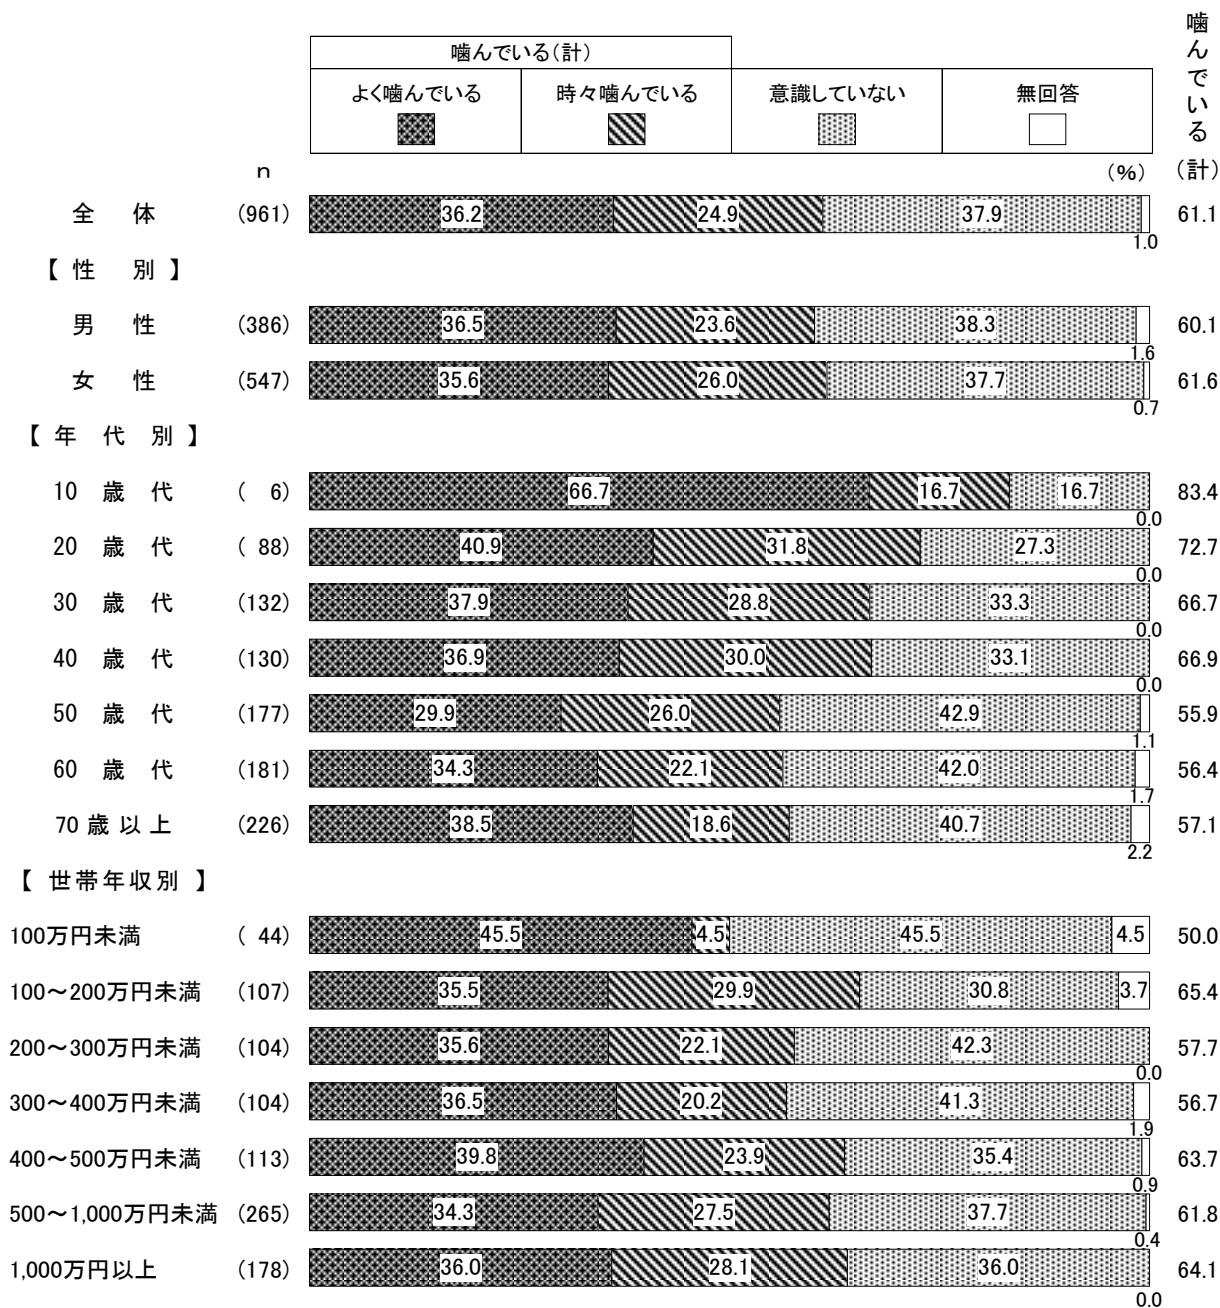 噛んでいる(計)
噛んでいる(計)
よく噛んでいる 時々噛んでいる 意識していない 無回答
n (%)
全 体 (961) 36.2 24.9 37.9 1.0 61.1
【 性 別 】
男 性 (386) 36.5 23.6 38.3 1.6 60.1
女 性 (547) 35.6 26.0 37.7 0.7 61.6
【 年 代 別 】
10 歳 代 ( 6) 66.7 16.7 16.7 0.0 83.4
20 歳 代 ( 88) 40.9 31.8 27.3 0.0 72.7
30 歳 代 (132) 37.9 28.8 33.3 0.0 66.7
40 歳 代 (130) 36.9 30.0 33.1 0.0 66.9
50 歳 代 (177) 29.9 26.0 42.9 1.1 55.9
60 歳 代 (181) 34.3 22.1 42.0 1.7 56.4
70 歳 以 上 (226) 38.5 18.6 40.7 2.2 57.1
【 世帯年収別 】
100万円未満 ( 44) 45.5 4.5 45.5 4.5 50.0
100〜200万円未満 (107) 35.5 29.9 30.8 3.7 65.4
200〜300万円未満 (104) 35.6 22.1 42.3 0.0 57.7
300〜400万円未満 (104) 36.5 20.2 41.3 1.9 56.7
400〜500万円未満 (113) 39.8 23.9 35.4 0.9 63.7
500〜1,000万円未満 (265) 34.3 27.5 37.7 0.4 61.8
1,000万円以上 (178) 36.0 28.1 36.0 0.0 64.1